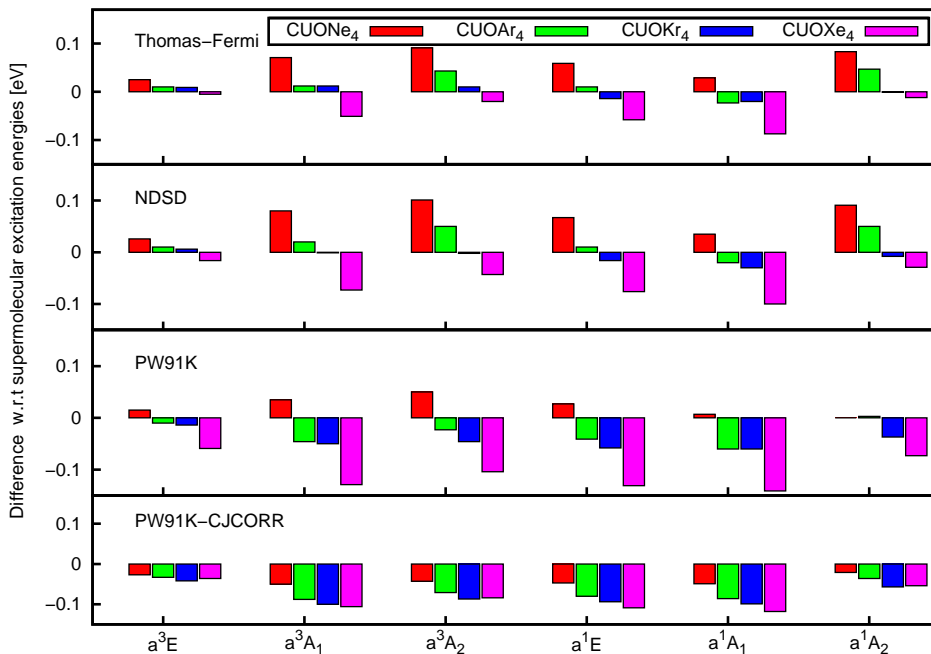 CUONe₄ CUOAr₄ CUOKr₄ CUOXe₄
Thomas−Fermi
0.1
0
−0.1
NDSD
0.1
0
−0.1
PW91K
0.1
0
−0.1
PW91K−CJCORR
0
−0.1
a³E a³A₁ a³A₂ a¹E a¹A₁ a¹A₂
Difference w.r.t supermolecular excitation energies [eV]